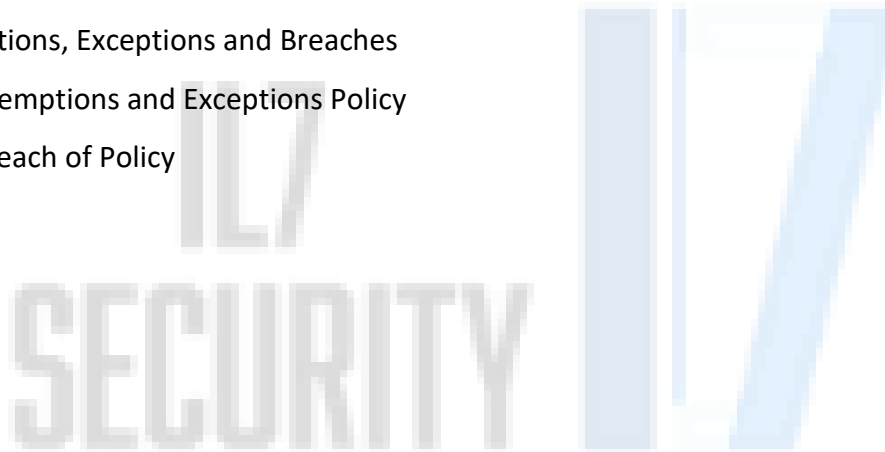 tions, Exceptions and Breaches
emptions and Exceptions Policy
each of Policy
IL7
SECURITY